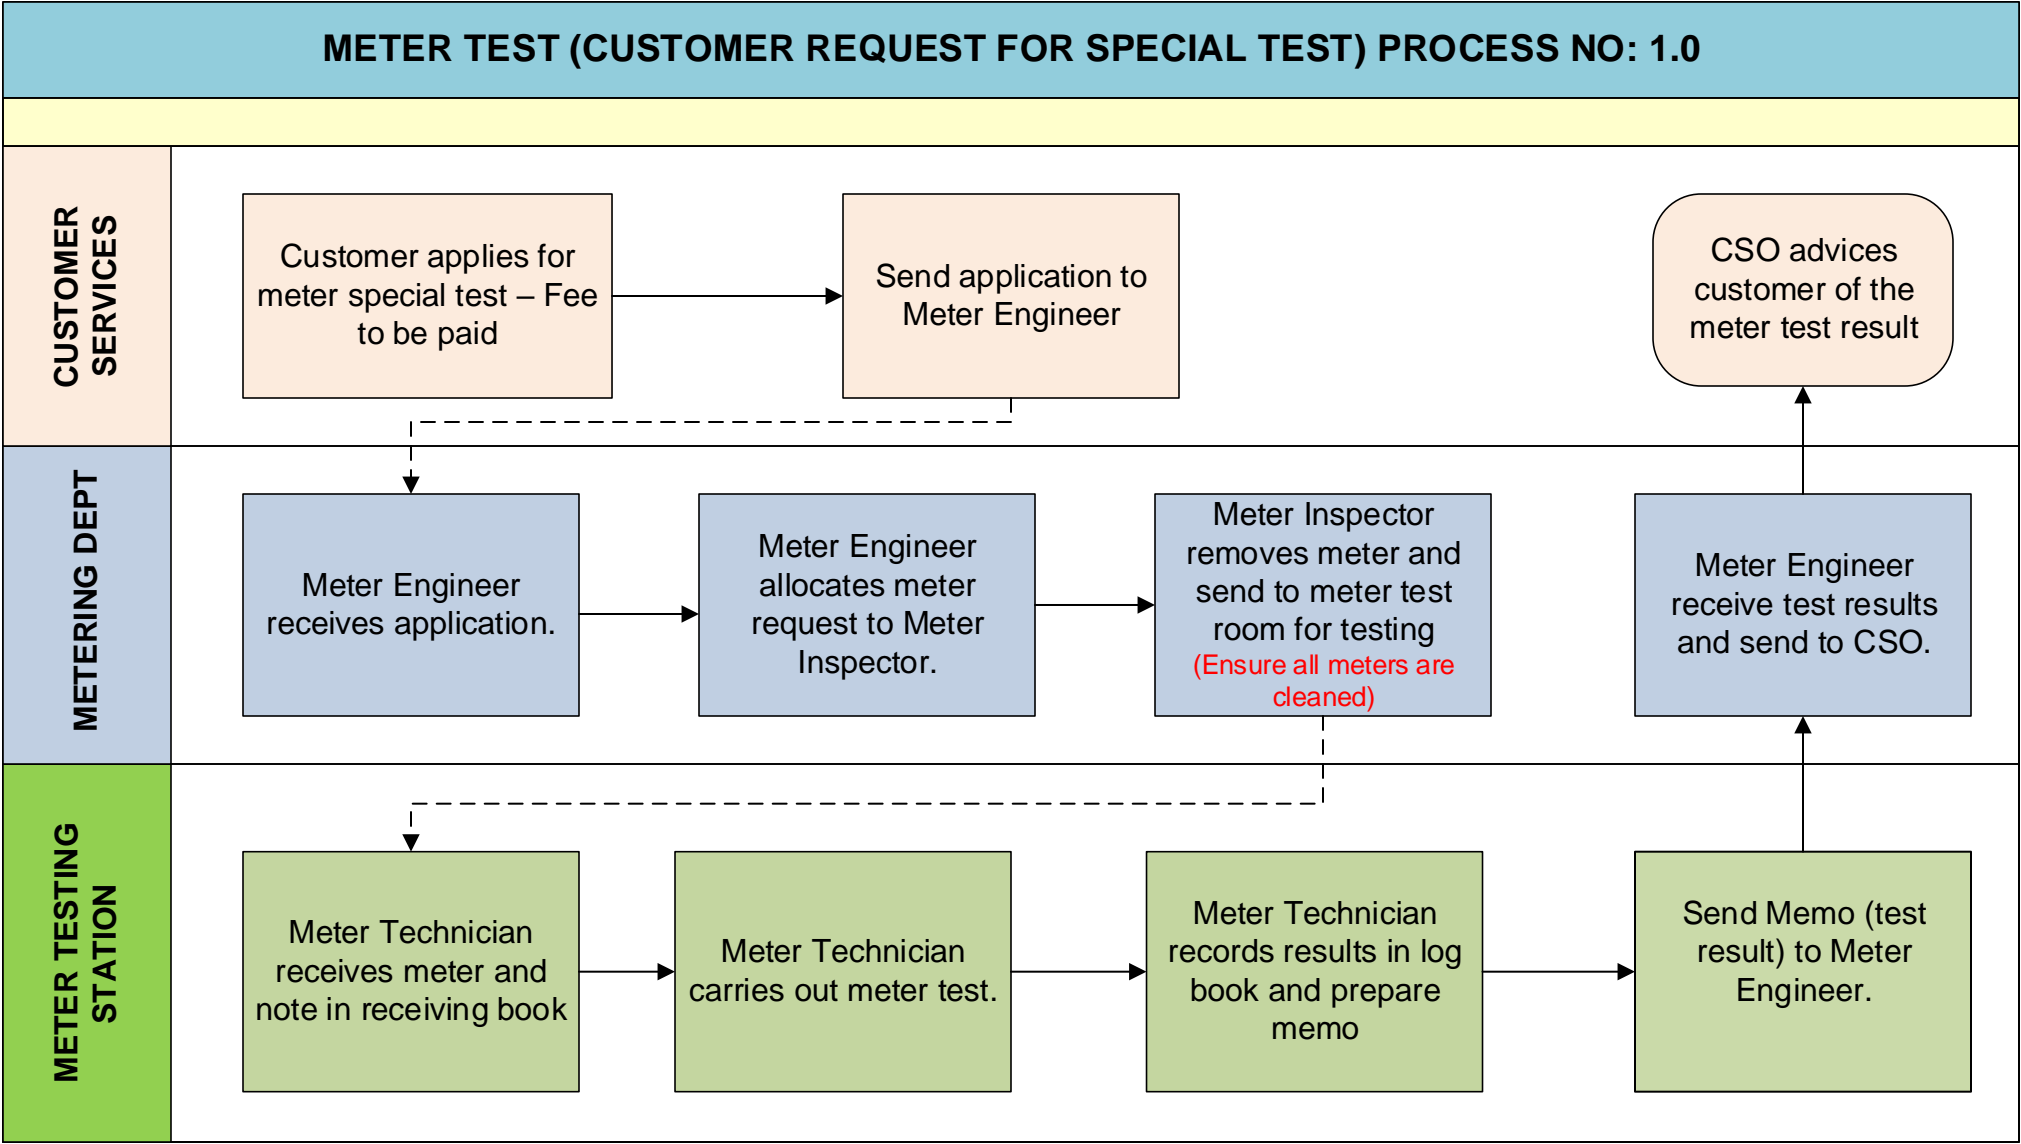 METER TEST (CUSTOMER REQUEST FOR SPECIAL TEST) PROCESS NO: 1.0
CUSTOMER
SERVICES
Customer applies for
meter special test – Fee
to be paid
Send application to
Meter Engineer
CSO advices
customer of the
meter test result
METERING DEPT
Meter Engineer
receives application.
Meter Engineer
allocates meter
request to Meter
Inspector.
Meter Inspector
removes meter and
send to meter test
room for testing
(Ensure all meters are
cleaned)
Meter Engineer
receive test results
and send to CSO.
METER TESTING
STATION
Meter Technician
receives meter and
note in receiving book
Meter Technician
carries out meter test.
Meter Technician
records results in log
book and prepare
memo
Send Memo (test
result) to Meter
Engineer.